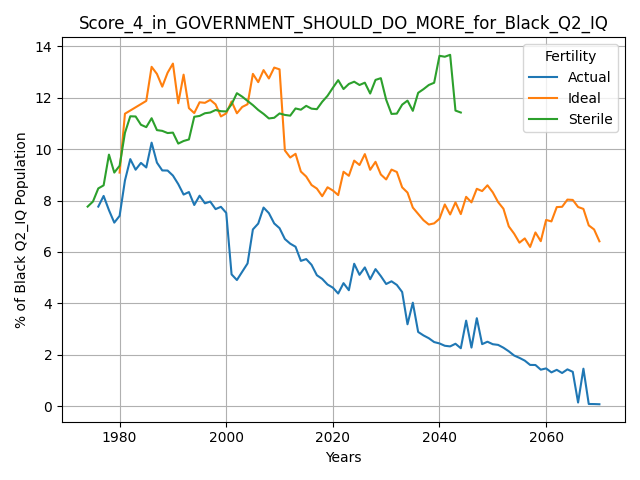 Score_4_in_GOVERNMENT_SHOULD_DO_MORE_for_Black_Q2_IQ
Fertility
Actual
Ideal
Sterile
% of Black Q2_IQ Population
14
12
10
8
6
4
2
0
1980 2000 2020 2040 2060
Years